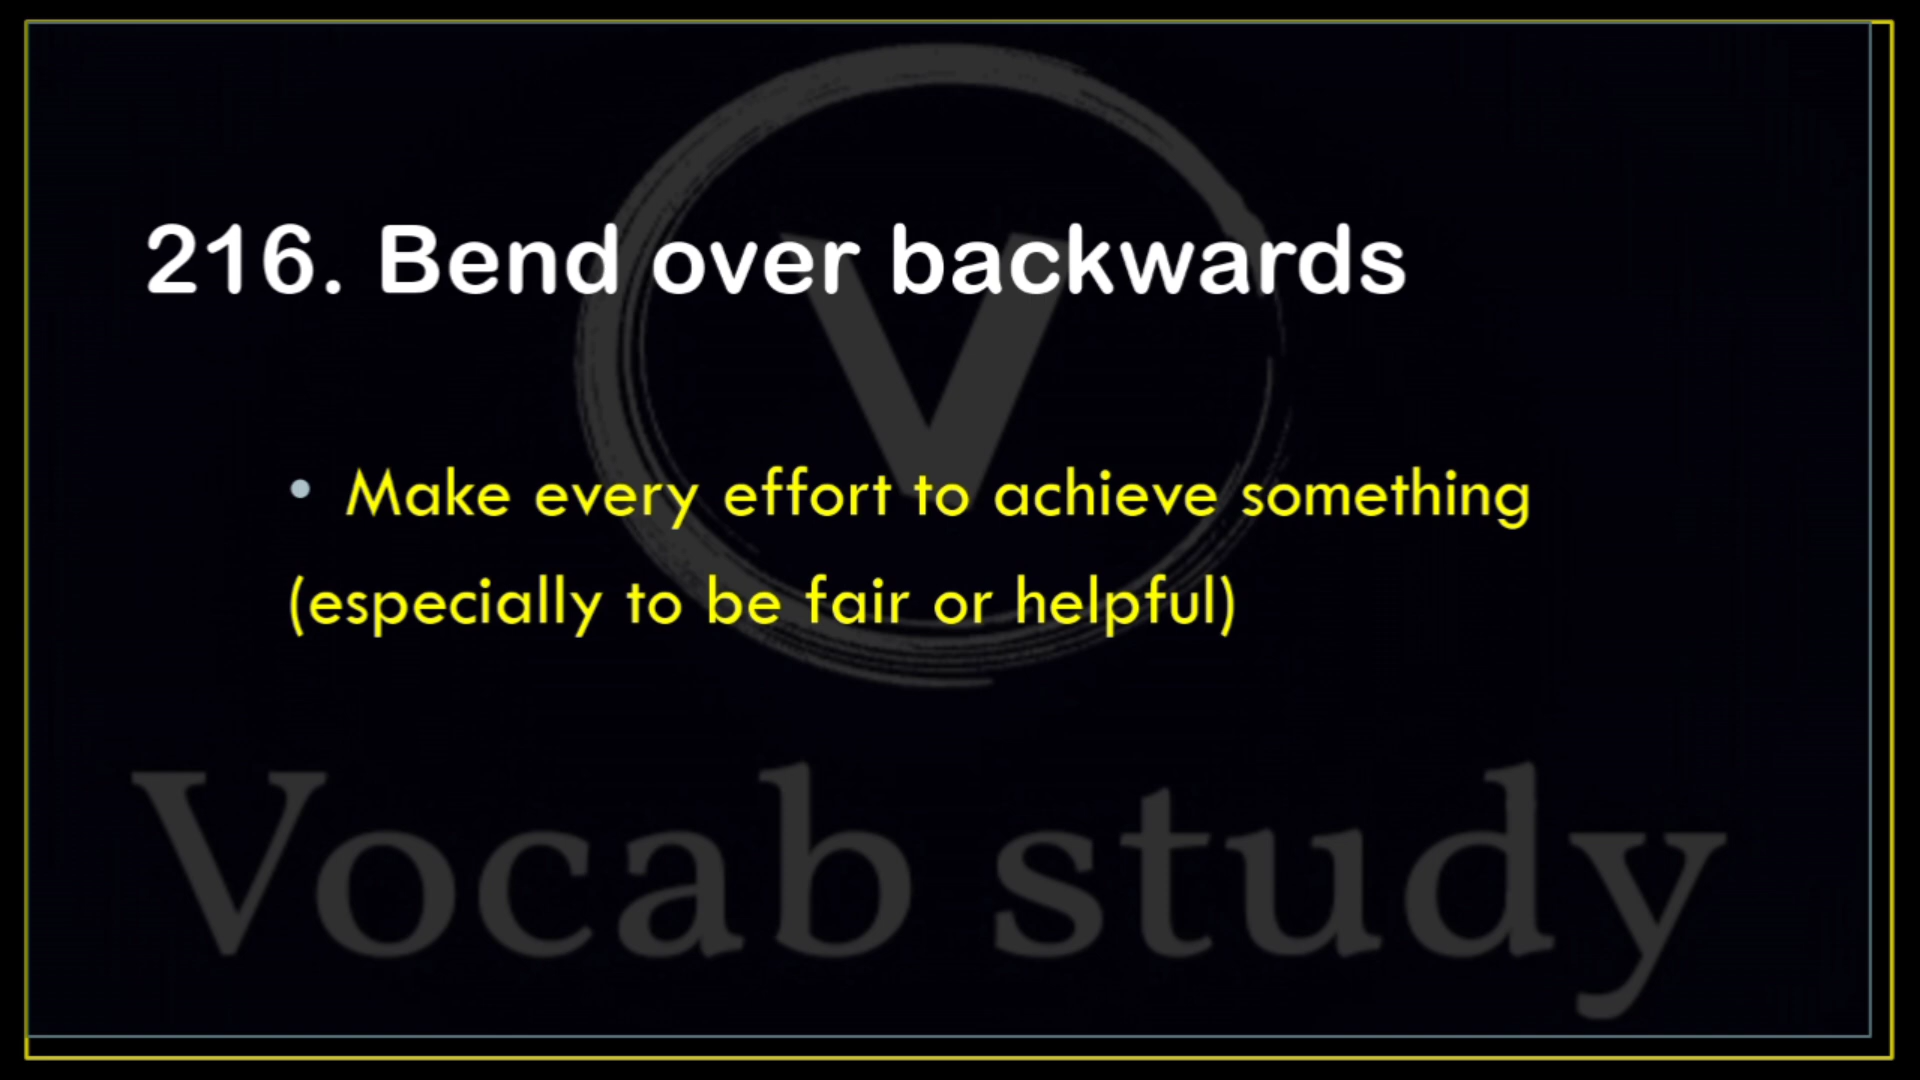 216. Bend over backwards
• Make every effort to achieve something
(especially to be fair or helpful)
V
Vocab study